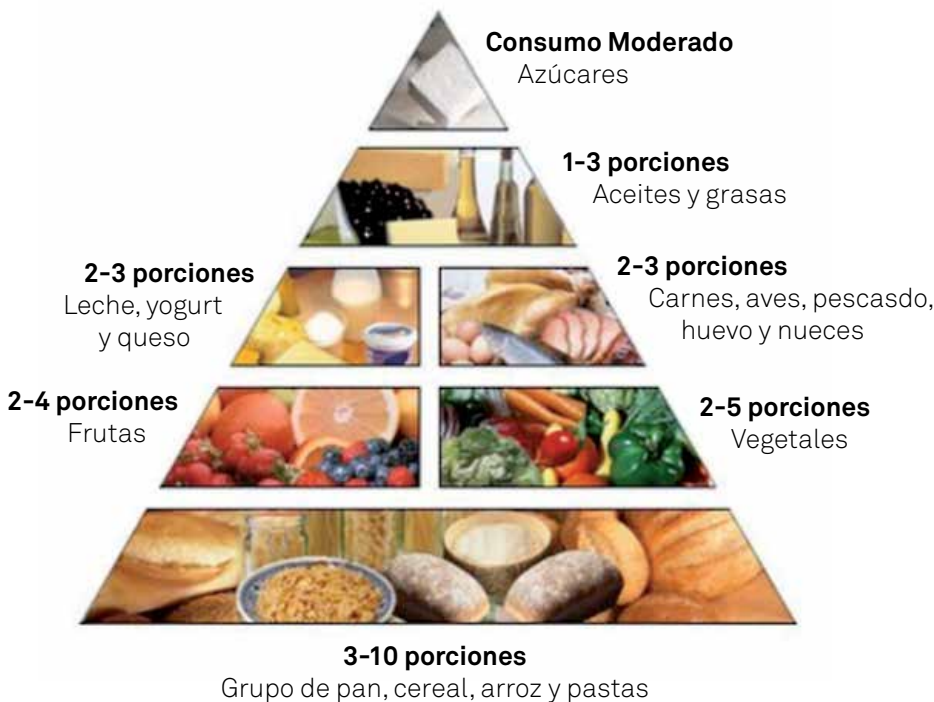 Consumo Moderado
Azúcares
1-3 porciones
Aceites y grasas
2-3 porciones
Leche, yogurt
y queso
2-3 porciones
Carnes, aves, pescasdo,
huevo y nueces
2-4 porciones
Frutas
2-5 porciones
Vegetales
3-10 porciones
Grupo de pan, cereal, arroz y pastas